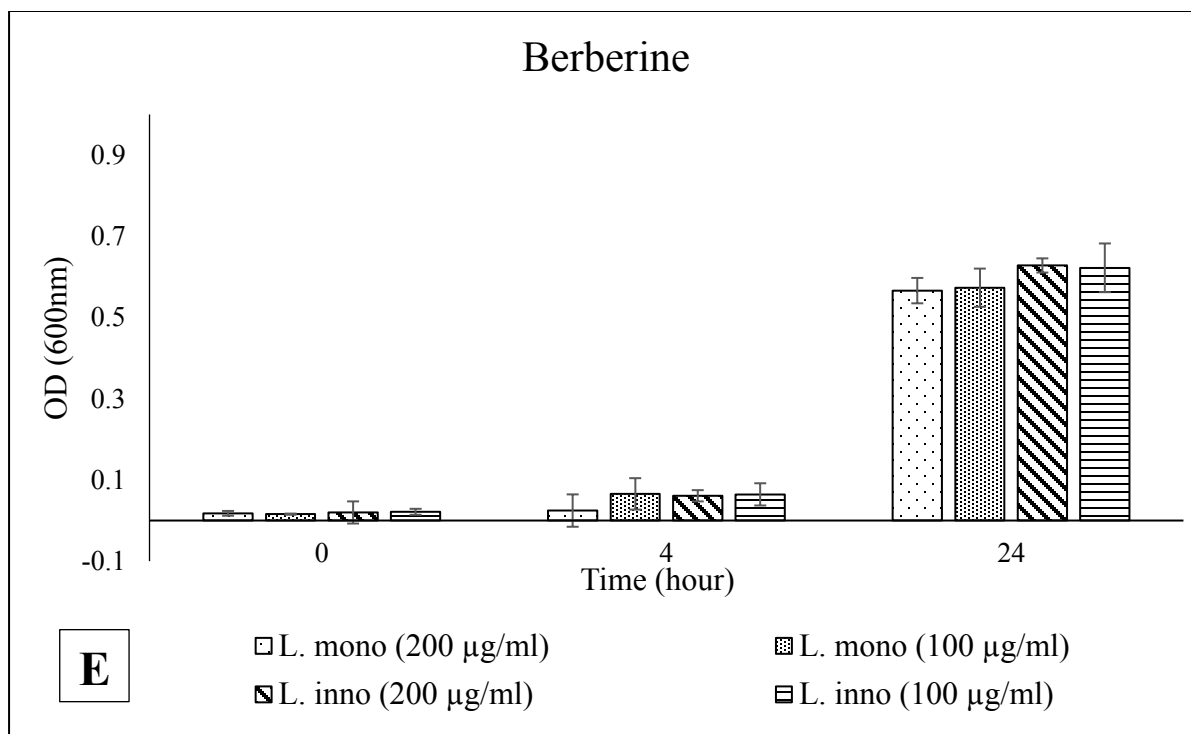 Berberine
OD (600nm)
0.9
0.7
0.5
0.3
0.1
-0.1
0 4 24
Time (hour)
E
L. mono (200 µg/ml) L. mono (100 µg/ml)
L. inno (200 µg/ml) L. inno (100 µg/ml)